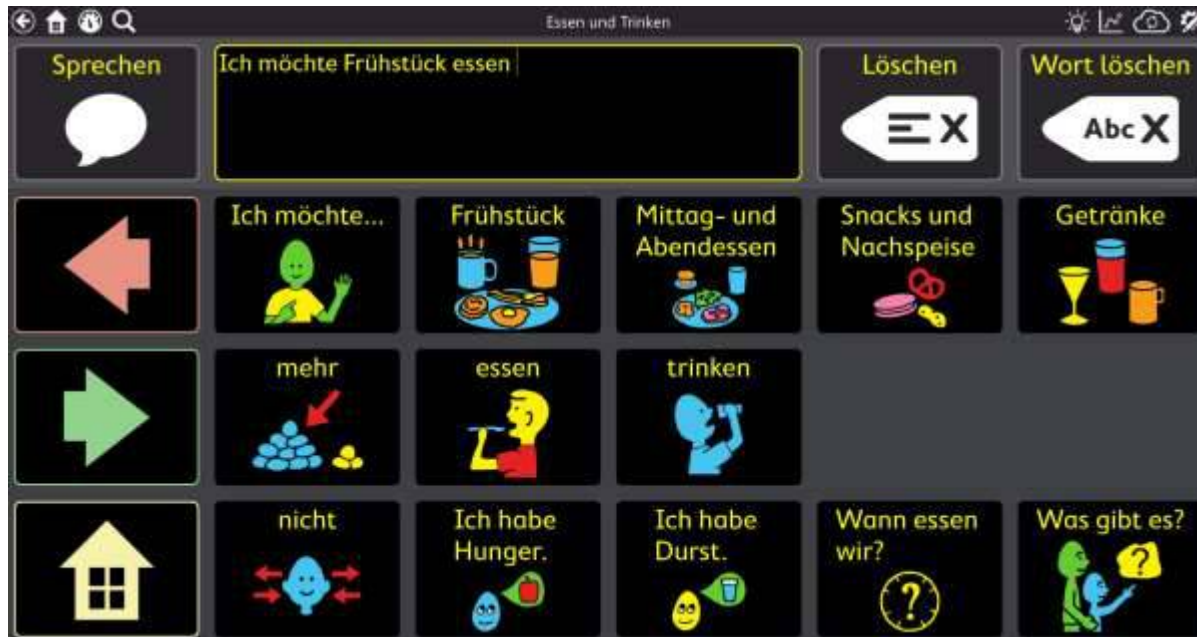 Essen und Trinken
Sprechen
Ich möchte Frühstück essen
Löschen
Wort löschen
Abc X
Ich möchte...
Frühstück
Mittag- und
Abendessen
Snacks und
Nachspeise
Getränke
mehr
essen
trinken
nicht
Ich habe
Hunger.
Ich habe
Durst.
?
Wann essen
wir?
?
Was gibt es?